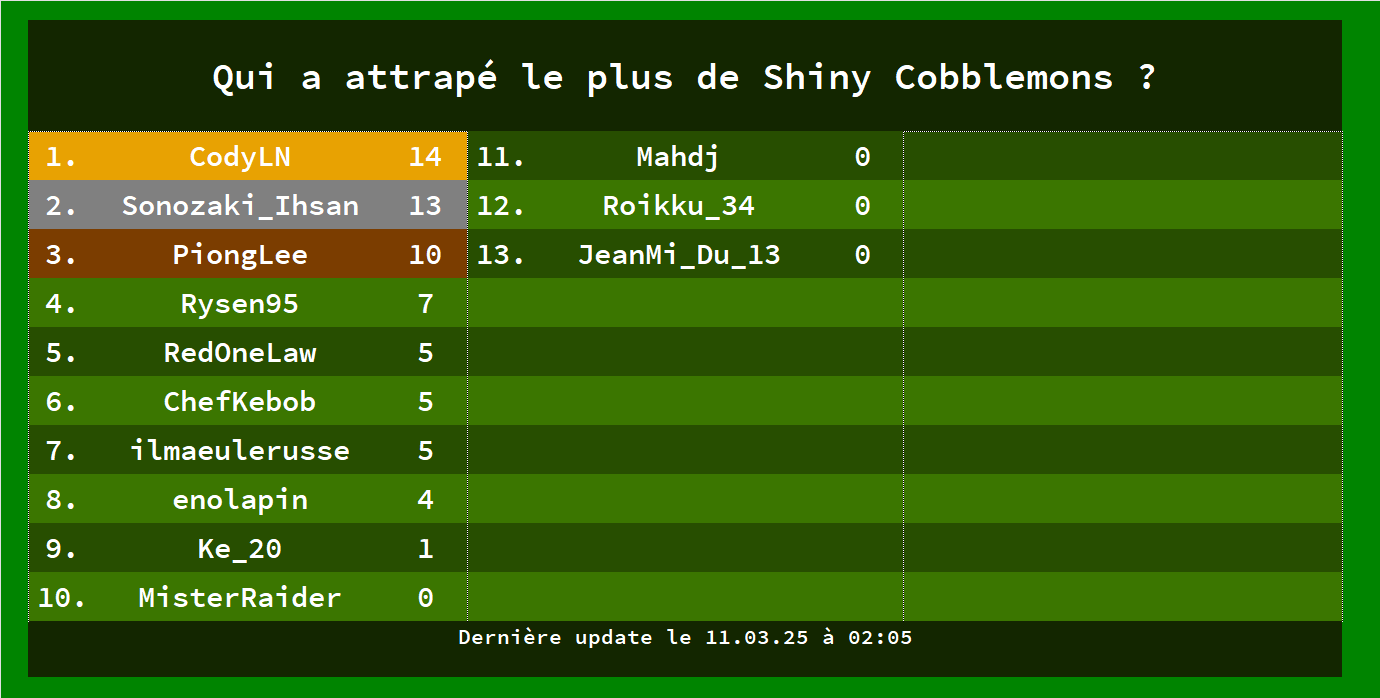 Qui a attrapé le plus de Shiny Cobblemons ?
1. CodyLN 14
2. Sonozaki_Ihsan 13
3. PiongLee 10
4. Rysen95 7
5. RedOneLaw 5
6. ChefKebob 5
7. ilmaeulerusse 5
8. enolapin 4
9. Ke_20 1
10. MisterRaider 0
11. Mahdj 0
12. Roikku_34 0
13. JeanMi_Du_13 0
Dernière update le 11.03.25 à 02:05